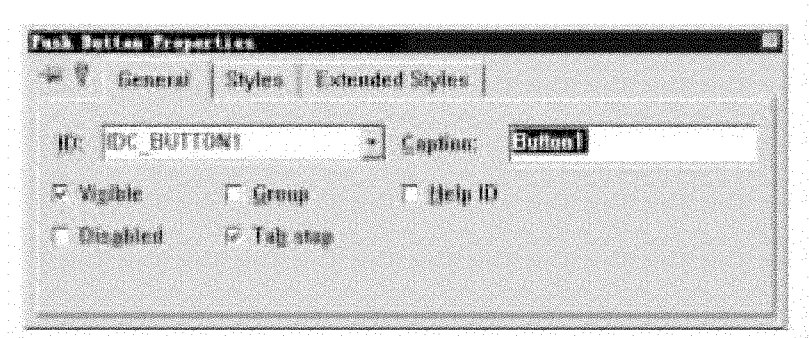 Push Button Properties
General Styles Extended Styles
ID: IDC_BUTTON1 Caption: Button1
Visible Group Help ID
Disabled Tab stop